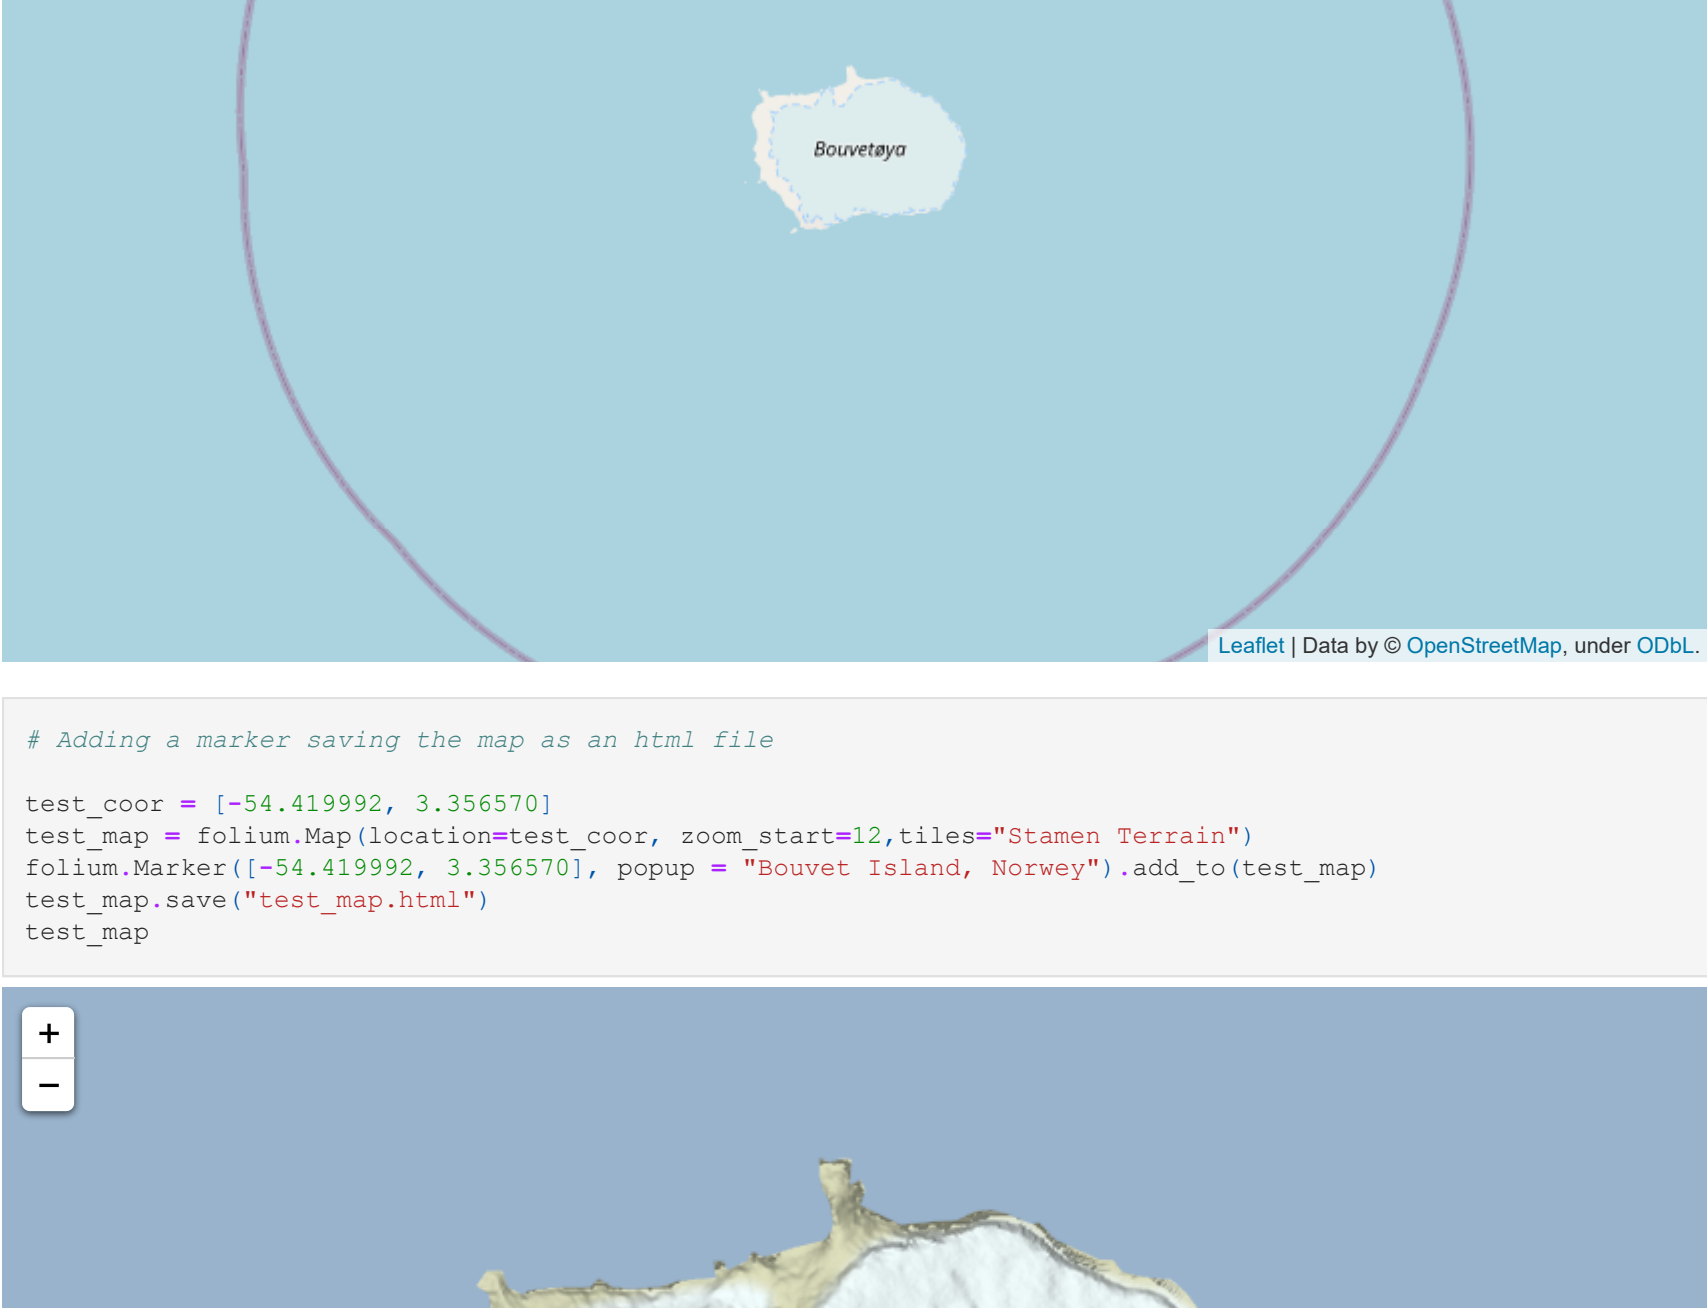 Bouvetøya
Leaflet | Data by © OpenStreetMap, under ODbL.
# Adding a marker saving the map as an html file
test_coor = [-54.419992, 3.356570]
test_map = folium.Map(location=test_coor, zoom_start=12,tiles="Stamen Terrain")
folium.Marker([-54.419992, 3.356570], popup = "Bouvet Island, Norwey").add_to(test_map)
test_map.save("test_map.html")
test_map
+
−